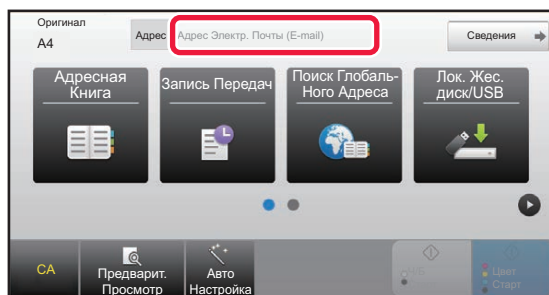 Оригинал
A4
Адрес
Адрес Электр. Почты (E-mail)
Сведения
Адресная
Книга
Запись Передач
Поиск Глобаль-
Ного Адреса
Лок. Жес.
диск/USB
CA
Предварит.
Просмотр
Авто
Настройка
Ч/Б
Старт
Цвет
Старт